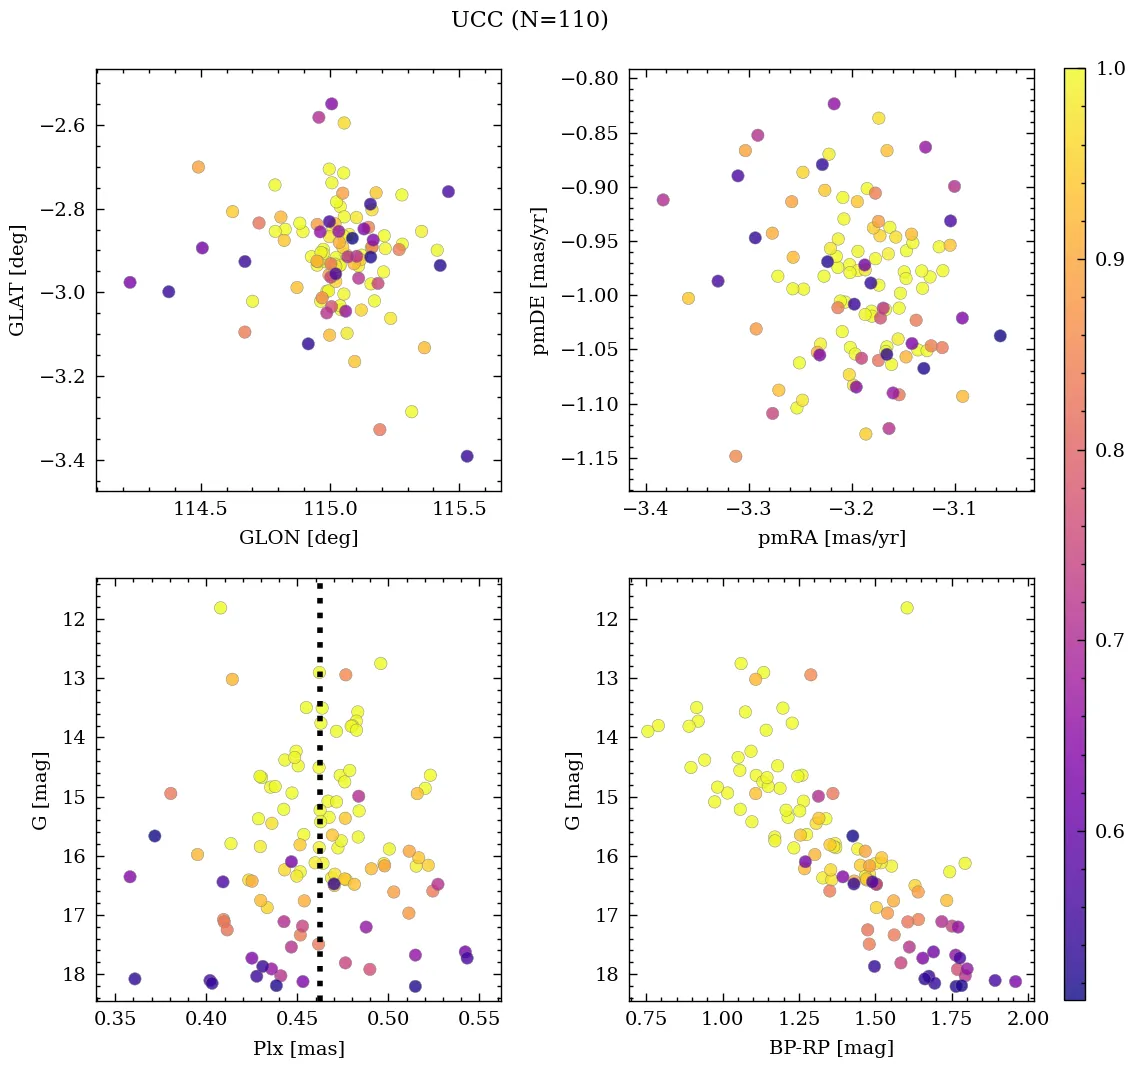 UCC (N=110)
−2.6
−2.8
−3.0
−3.2
−3.4
GLAT [deg]
114.5 115.0 115.5
GLON [deg]
−0.80
−0.85
−0.90
−0.95
−1.00
−1.05
−1.10
−1.15
pmDE [mas/yr]
−3.4 −3.3 −3.2 −3.1
pmRA [mas/yr]
1.0
0.9
0.8
0.7
0.6
12
13
14
15
16
17
18
G [mag]
0.35 0.40 0.45 0.50 0.55
Plx [mas]
12
13
14
15
16
17
18
G [mag]
0.75 1.00 1.25 1.50 1.75 2.00
BP-RP [mag]